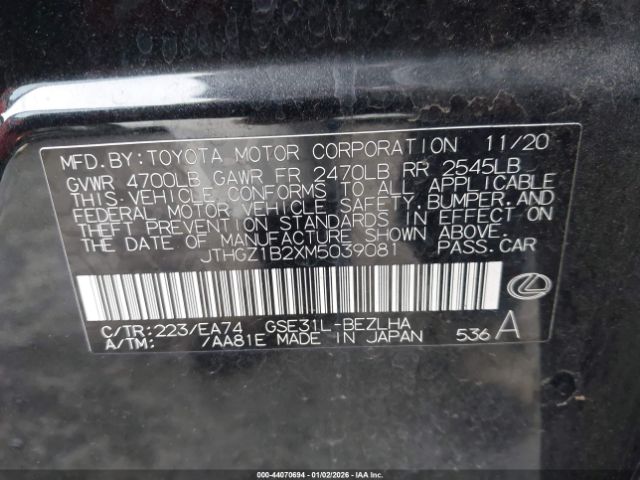 MFD.BY:TOYOTA MOTOR CORPORATION 11/20
GVWR 4700LB GAWR FR 2470LB RR 2545LB
THIS VEHICLE CONFORMS TO ALL APPLICABLE
FEDERAL MOTOR VEHICLE SAFETY, BUMPER, AND
THEFT PREVENTION STANDARDS IN EFFECT ON
THE DATE OF MANUFACTURE SHOWN ABOVE.
JTHGZ1B2XM5039081 PASS.CAR
C/TR:223/EA74 GSE31L-BEZLHA
A/TM: /AA81E MADE IN JAPAN 536 A
000-44070694 | 01/02/2026 | IAA INC.